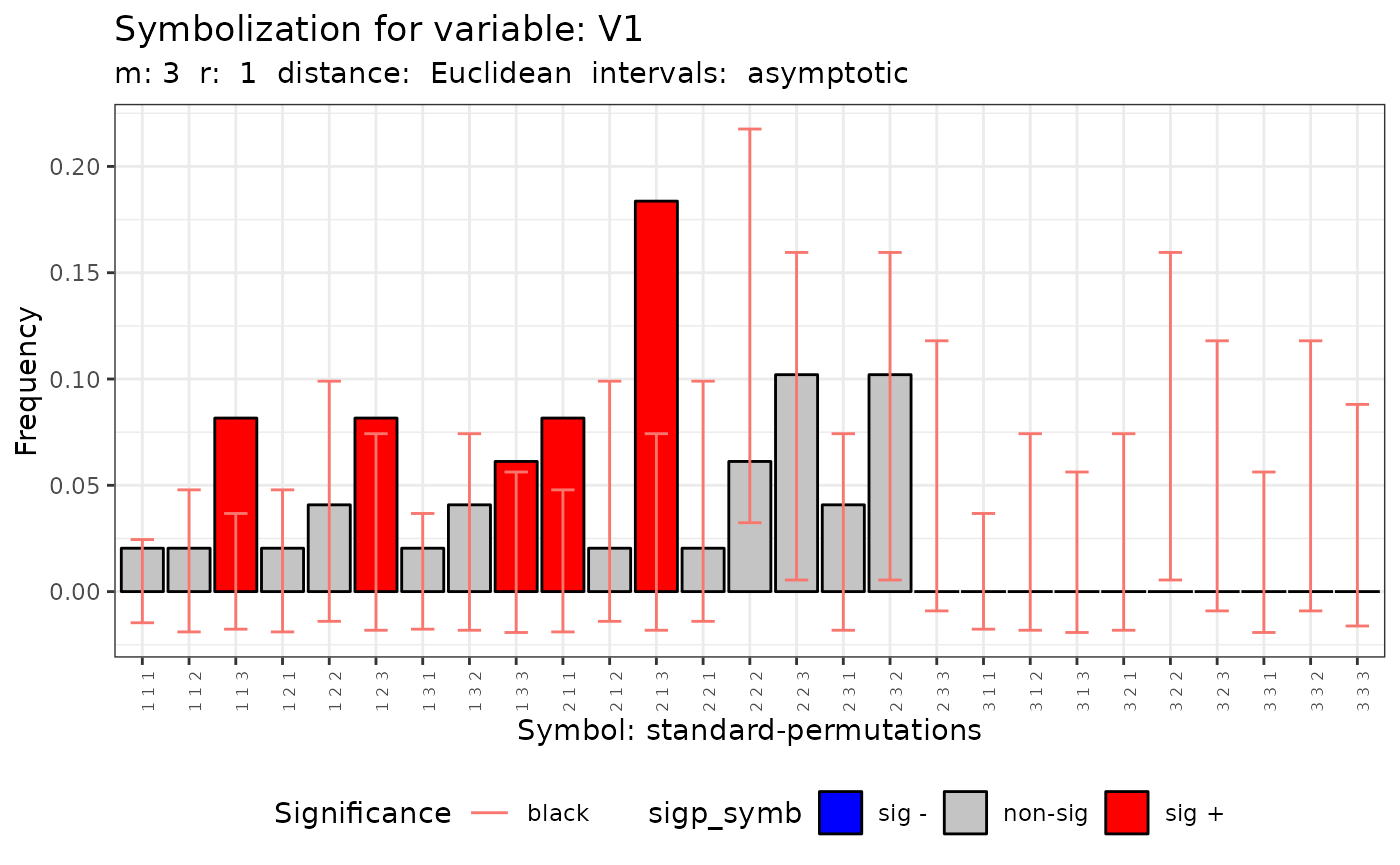 Symbolization for variable: V1
m: 3  r:  1  distance:  Euclidean  intervals:  asymptotic
Frequency
0.20
0.15
0.10
0.05
0.00
1 1 1
1 1 2
1 1 3
1 2 1
1 2 2
1 2 3
1 3 1
1 3 2
1 3 3
2 1 1
2 1 2
2 1 3
2 2 1
2 2 2
2 2 3
2 3 1
2 3 2
2 3 3
3 1 1
3 1 2
3 1 3
3 2 1
3 2 2
3 2 3
3 3 1
3 3 2
3 3 3
Symbol: standard-permutations
Significance black sigp_symb sig - non-sig sig +